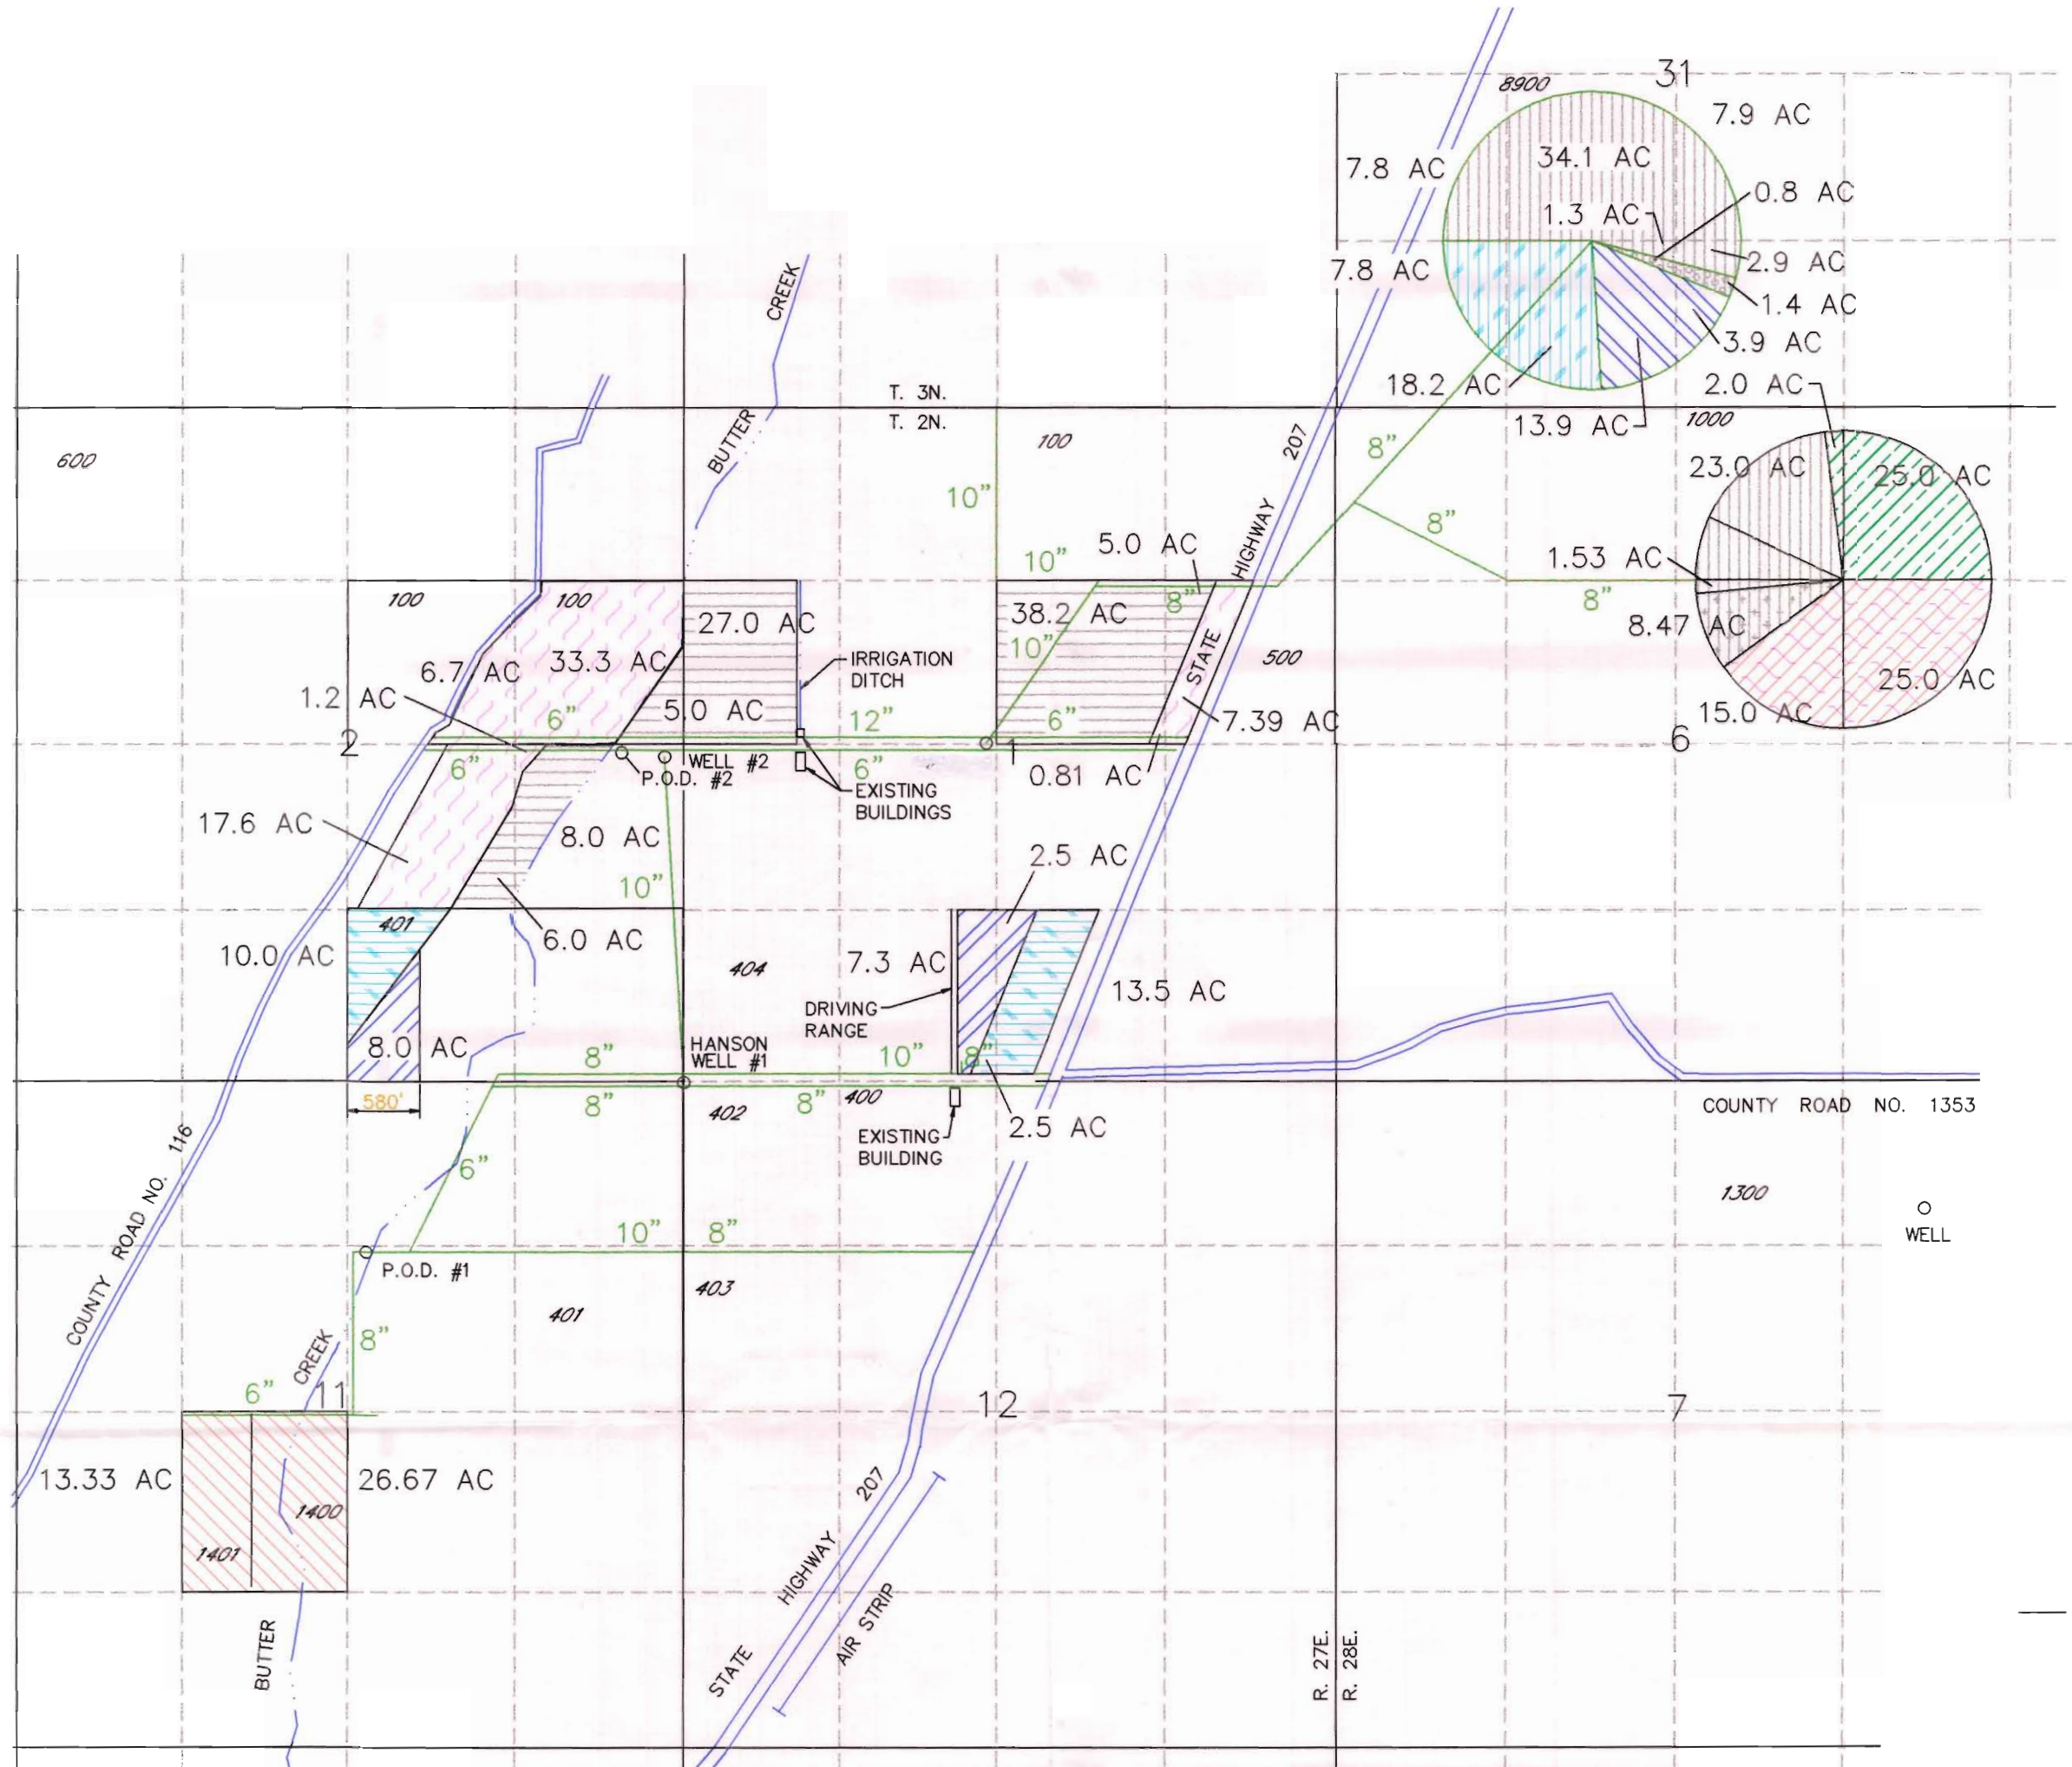 31
8900
7.9 AC
7.8 AC
34.1 AC
0.8 AC
1.3 AC
2.9 AC
7.8 AC
1.4 AC
3.9 AC
18.2 AC
2.0 AC
13.9 AC
1000
CREEK
BUTTER
T. 3N.
T. 2N.
600
100
207
HIGHWAY
STATE
8”
10”
8”
23.0 AC
25.0 AC
1.53 AC
8”
8.47 AC
25.0 AC
15.0 AC
6
5.0 AC
10”
8”
38.2 AC
10”
500
100
100
27.0 AC
33.3 AC
6.7 AC
1.2 AC
IRRIGATION
DITCH
5.0 AC
6”
12”
6”
7.39 AC
2
1
6”
WELL #2
P.O.D. #2
6”
0.81 AC
EXISTING
BUILDINGS
17.6 AC
8.0 AC
10”
2.5 AC
401
6.0 AC
10.0 AC
404
7.3 AC
13.5 AC
DRIVING
RANGE
8.0 AC
HANSON
WELL #1
8”
10”
8”
580'
8”
402
8”
400
2.5 AC
EXISTING
BUILDING
COUNTY ROAD NO. 1353
COUNTY ROAD NO. 116
6”
1300
WELL
10”
8”
P.O.D. #1
403
401
8”
CREEK
6”
11
12
7
13.33 AC
26.67 AC
1400
1401
BUTTER
STATE HIGHWAY 207
AIR STRIP
R. 27E.
R. 28E.